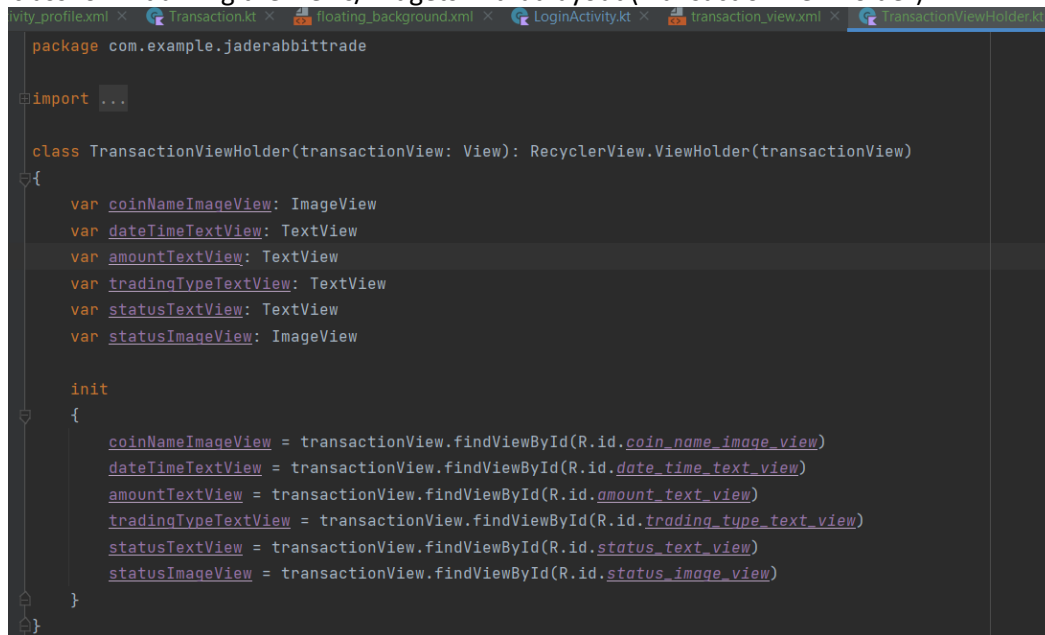 ivity_profile.xml × Transaction.kt × floating_background.xml × LoginActivity.kt × transaction_view.xml × TransactionViewHolder.kt
package com.example.jaderabbittrade
import ...
class TransactionViewHolder(transactionView: View): RecyclerView.ViewHolder(transactionView)
{
var coinNameImageView: ImageView
var dateTimeTextView: TextView
var amountTextView: TextView
var tradingTypeTextView: TextView
var statusTextView: TextView
var statusImageView: ImageView
init
{
coinNameImageView = transactionView.findViewById(R.id.coin_name_image_view)
dateTimeTextView = transactionView.findViewById(R.id.date_time_text_view)
amountTextView = transactionView.findViewById(R.id.amount_text_view)
tradingTypeTextView = transactionView.findViewById(R.id.trading_type_text_view)
statusTextView = transactionView.findViewById(R.id.status_text_view)
statusImageView = transactionView.findViewById(R.id.status_image_view)
}
}